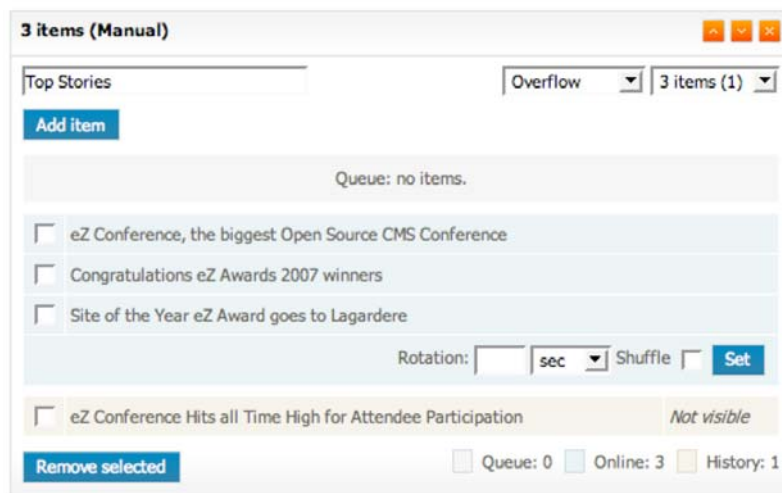 3 items (Manual)
Top Stories Overflow 3 items (1)
Add item
Queue: no items.
eZ Conference, the biggest Open Source CMS Conference
Congratulations eZ Awards 2007 winners
Site of the Year eZ Award goes to Lagardere
Rotation: sec Shuffle Set
eZ Conference Hits all Time High for Attendee Participation Not visible
Remove selected Queue: 0 Online: 3 History: 1